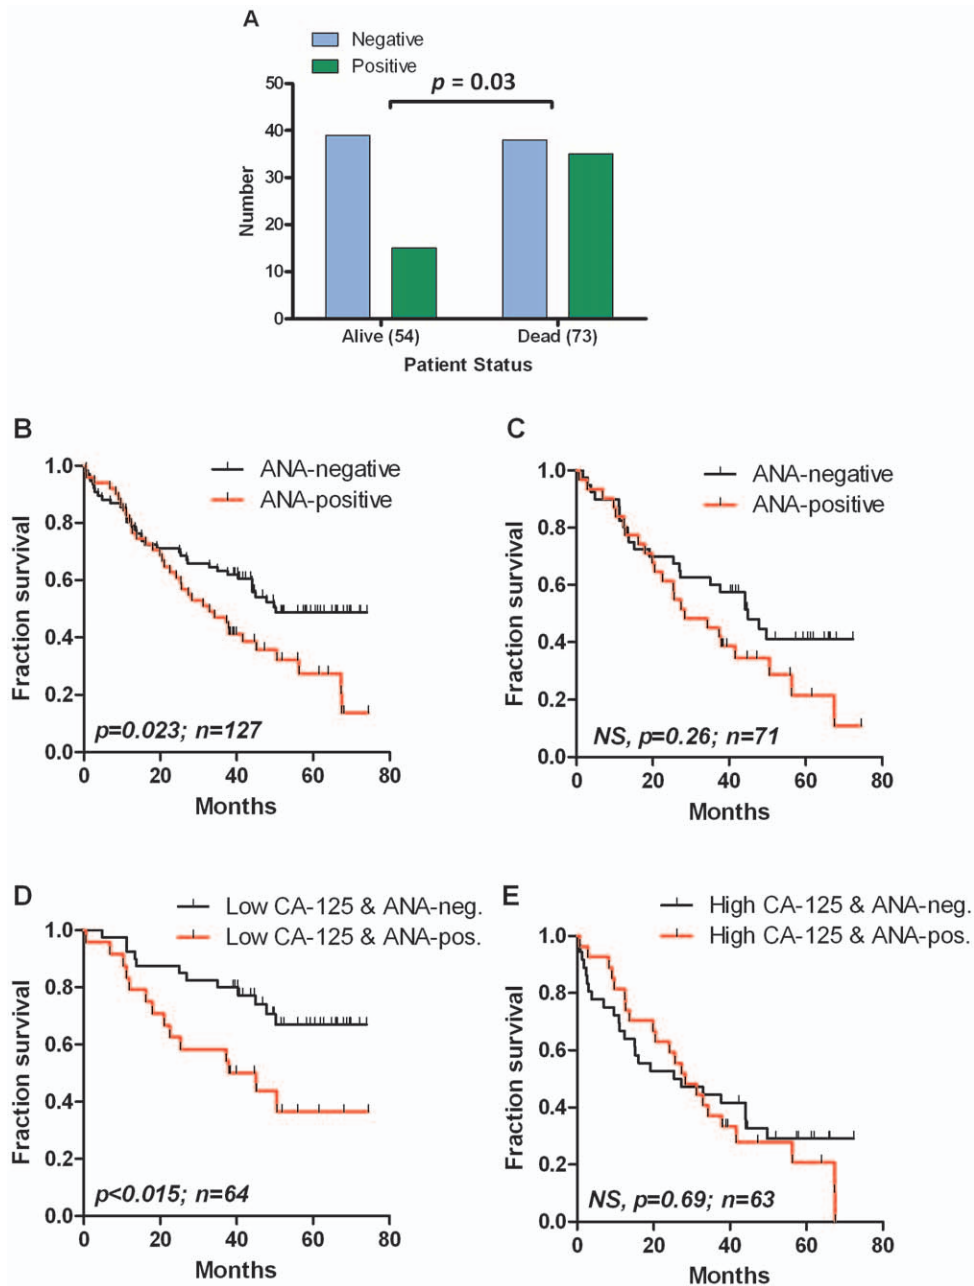 A
Negative
Positive
p = 0.03
50
40
30
20
10
0
Number
Alive (54)
Dead (73)
Patient Status
B
ANA-negative
ANA-positive
1.0
0.8
0.6
0.4
0.2
0.0
Fraction survival
p=0.023; n=127
0
20
40
60
80
Months
C
ANA-negative
ANA-positive
1.0
0.8
0.6
0.4
0.2
0.0
Fraction survival
NS, p=0.26; n=71
0
20
40
60
80
Months
D
Low CA-125 & ANA-neg.
Low CA-125 & ANA-pos.
1.0
0.8
0.6
0.4
0.2
0.0
Fraction survival
p<0.015; n=64
0
20
40
60
80
Months
E
High CA-125 & ANA-neg.
High CA-125 & ANA-pos.
1.0
0.8
0.6
0.4
0.2
0.0
Fraction survival
NS, p=0.69; n=63
0
20
40
60
80
Months